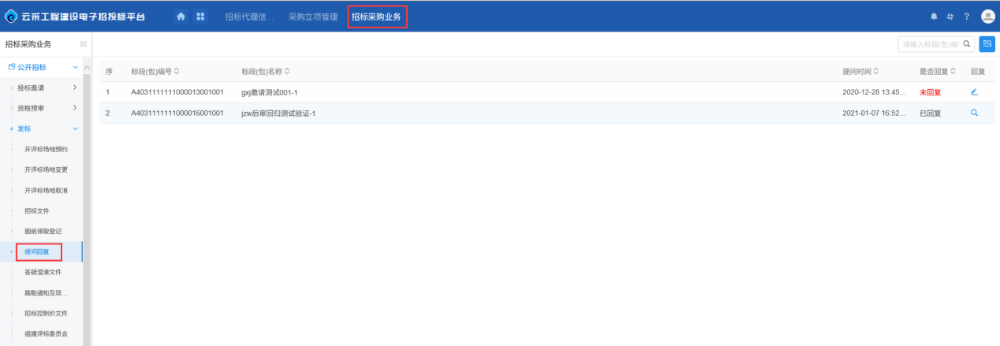 云采工程建设电子招投标平台 招标代理信... 采购立项管理 招标采购业务 ?
招标采购业务 请输入标段(包)编
公开招标 序 标段(包)编号 标段(包)名称 提问时间 是否回复 回复
投标邀请 1 A4031111111000013001001 gxj邀请测试001-1 2020-12-28 13:45... 未回复
资格预审 2 A4031111111000016001001 jzw后审回归测试验证-1 2021-01-07 16:52... 已回复
发标
开评标场地预约
开评标场地变更
开评标场地取消
招标文件
图纸领取登记
提问回复
答疑澄清文件
踏勘通知及现...
招标控制价文件
组建评标委员会